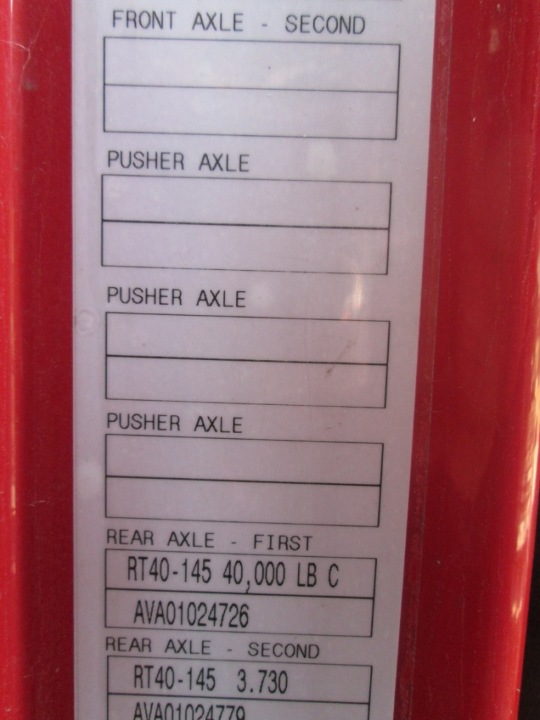 FRONT AXLE - SECOND
PUSHER AXLE
PUSHER AXLE
PUSHER AXLE
REAR AXLE - FIRST
RT40-145 40,000 LB C
AVA01024726
REAR AXLE - SECOND
RT40-145 3.730
AVA01024779